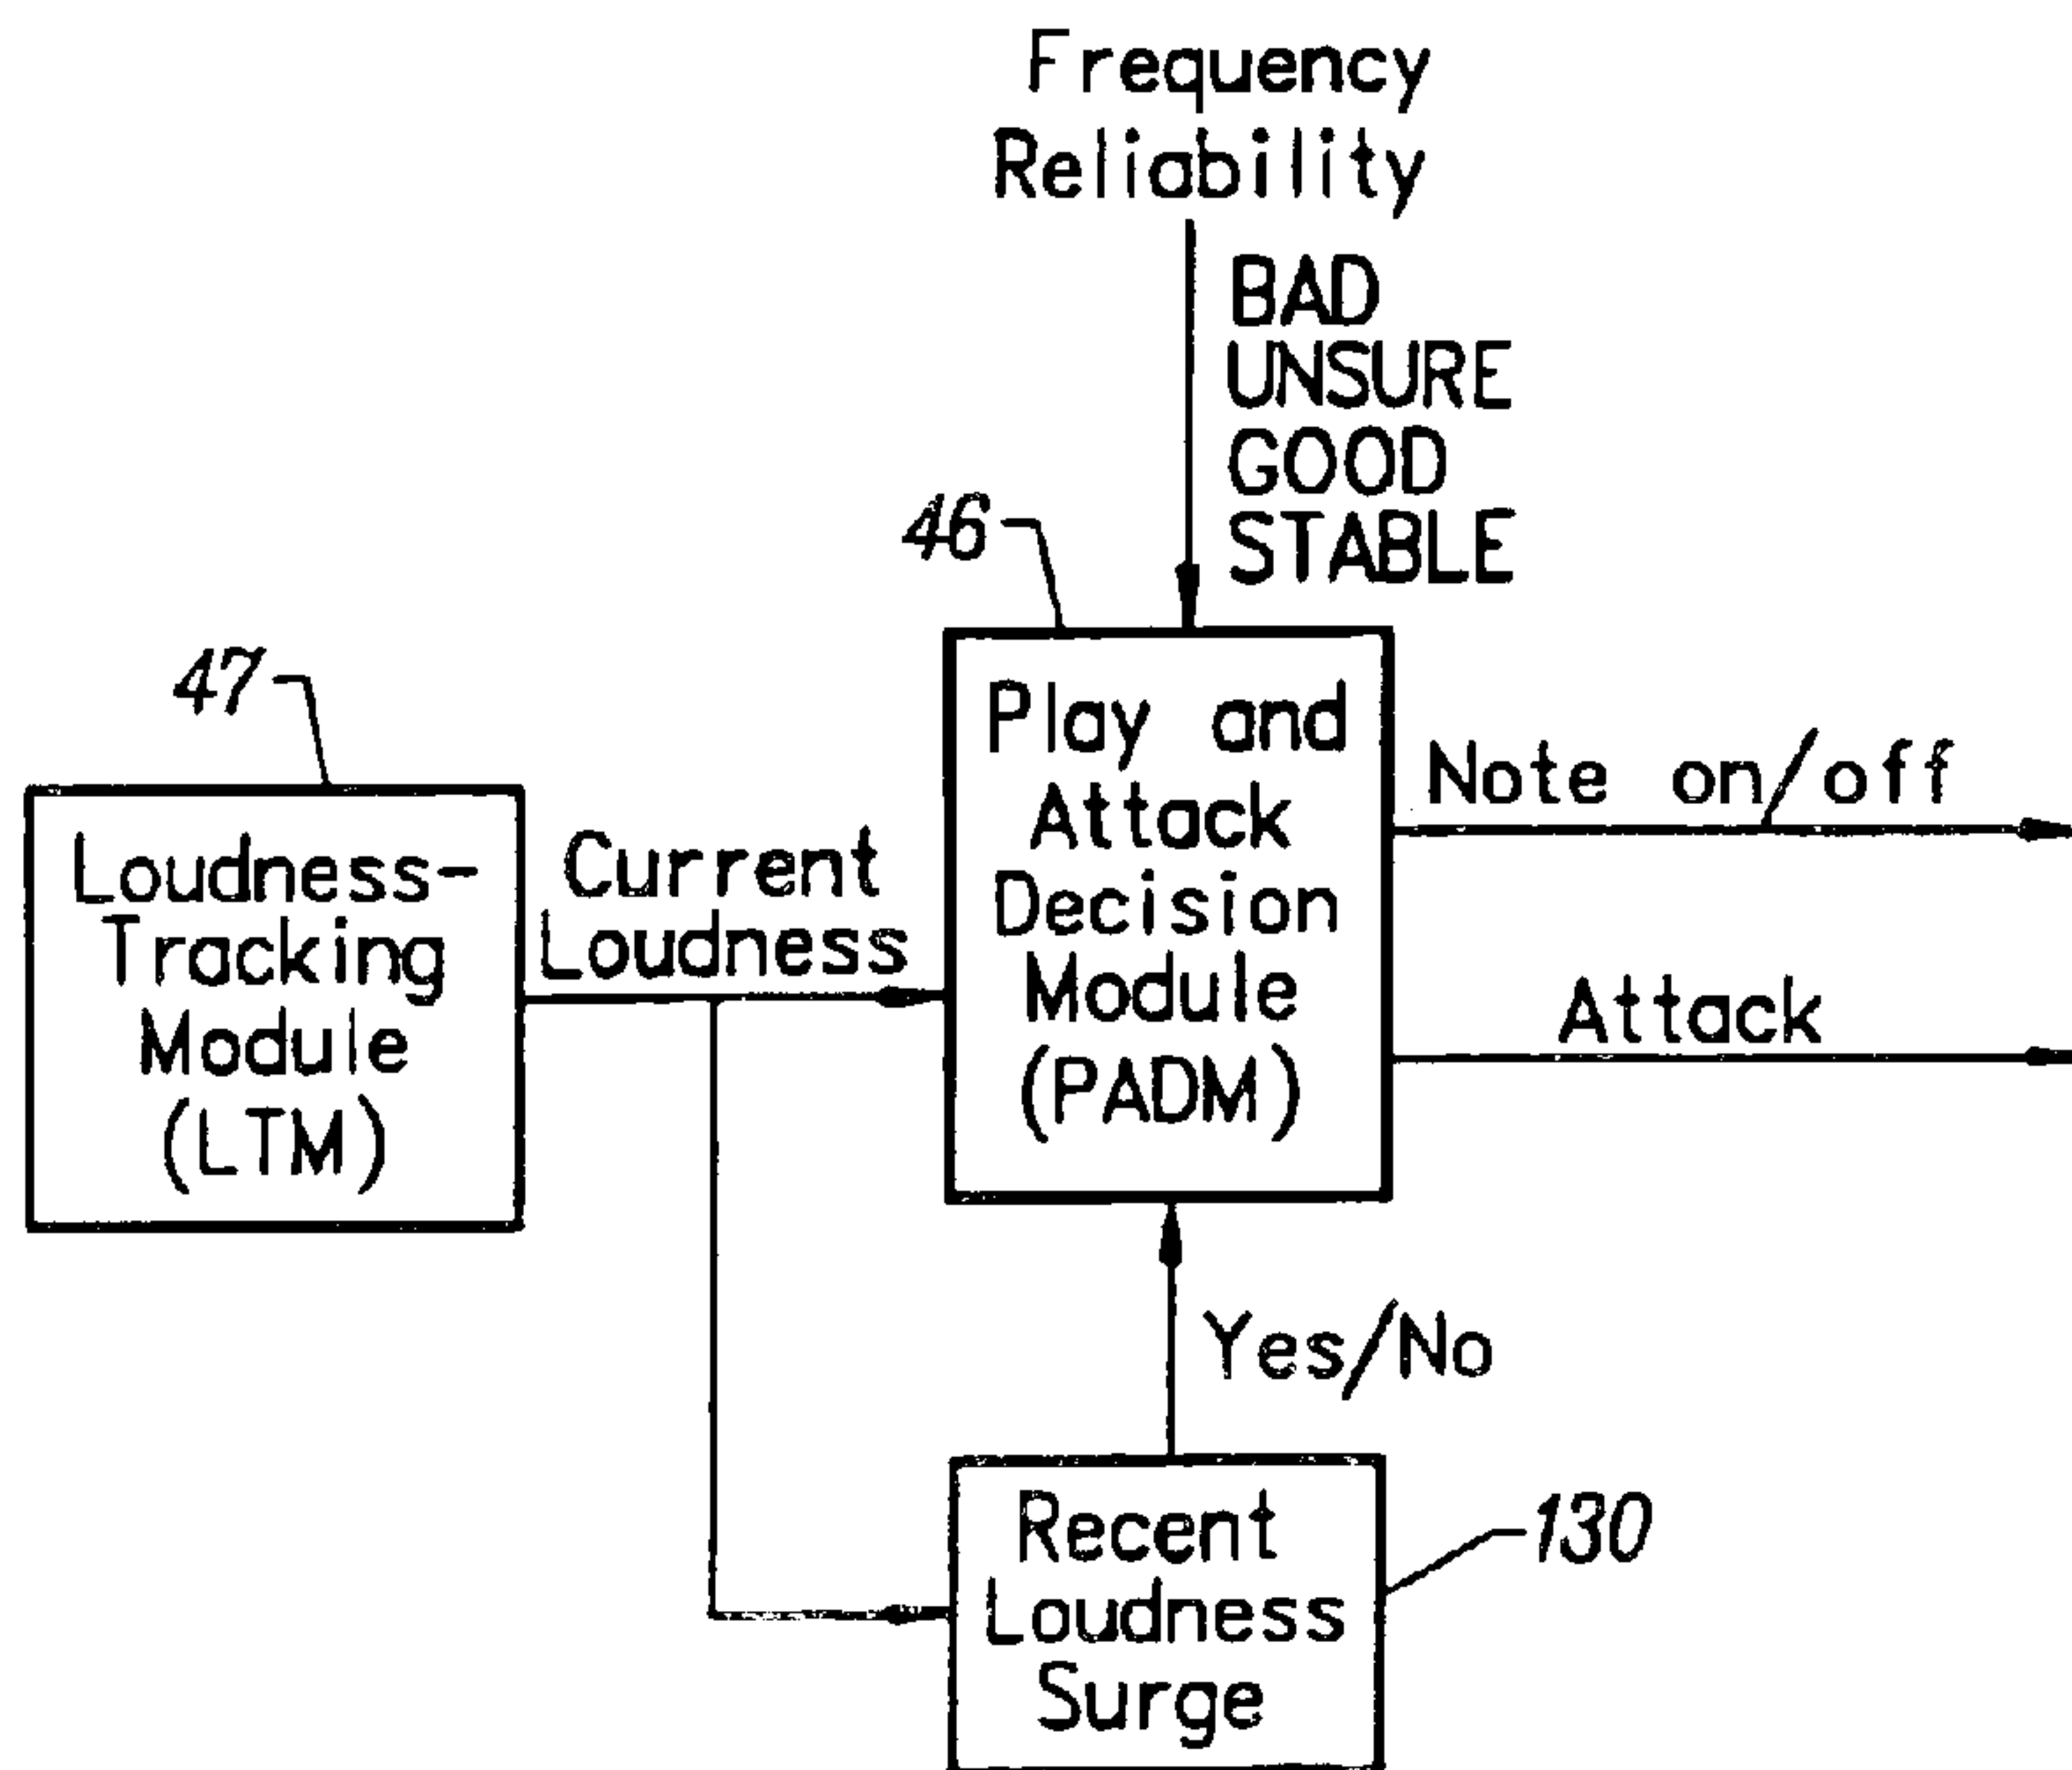 Frequency
Reliability
BAD
UNSURE
GOOD
STABLE
46
47
Play and
Attack
Decision
Module
(PADM)
Loudness-
Tracking
Module
(LTM)
Current
Loudness
Note on/off
Attack
Yes/No
Recent
Loudness
Surge
130